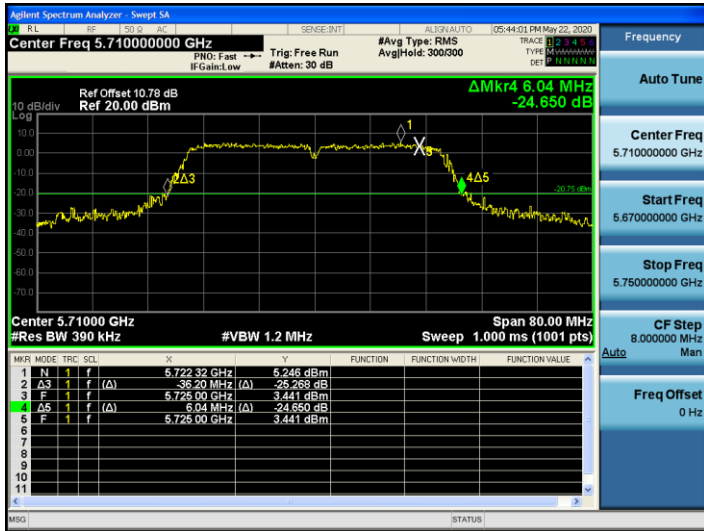 Agilent Spectrum Analyzer - Swept SA
RL RF 50 Ω AC SENSE:INT ALIGNAUTO 05:44:01 PM May 22, 2020
Center Freq 5.710000000 GHz
PNO: Fast
IFGain:Low
Trig: Free Run
#Atten: 30 dB
#Avg Type: RMS
Avg|Hold: 300/300
TRACE 1 2 3 4 5 6
TYPE
DET P N N N N N
Ref Offset 10.78 dB
10 dB/div Ref 20.00 dBm
Log
ΔMkr4 6.04 MHz
-24.650 dB
10.0
0.00
-10.0
-20.0
-30.0
-40.0
-50.0
-60.0
-70.0
1
2Δ3
4Δ5
-20.75 dBm
Center 5.71000 GHz Span 80.00 MHz
#Res BW 390 kHz #VBW 1.2 MHz Sweep 1.000 ms (1001 pts)
MKR MODE TRC SCL X Y FUNCTION FUNCTION WIDTH FUNCTION VALUE
1 N 1 f 5.722 32 GHz 5.246 dBm
2 Δ3 1 f (Δ) -36.20 MHz (Δ) -25.268 dB
3 F 1 f 5.725 00 GHz 3.441 dBm
4 Δ5 1 f (Δ) 6.04 MHz (Δ) -24.650 dB
5 F 1 f 5.725 00 GHz 3.441 dBm
6
7
8
9
10
11
MSG STATUS
Frequency
Auto Tune
Center Freq
5.710000000 GHz
Start Freq
5.670000000 GHz
Stop Freq
5.750000000 GHz
CF Step
8.000000 MHz
Auto Man
Freq Offset
0 Hz